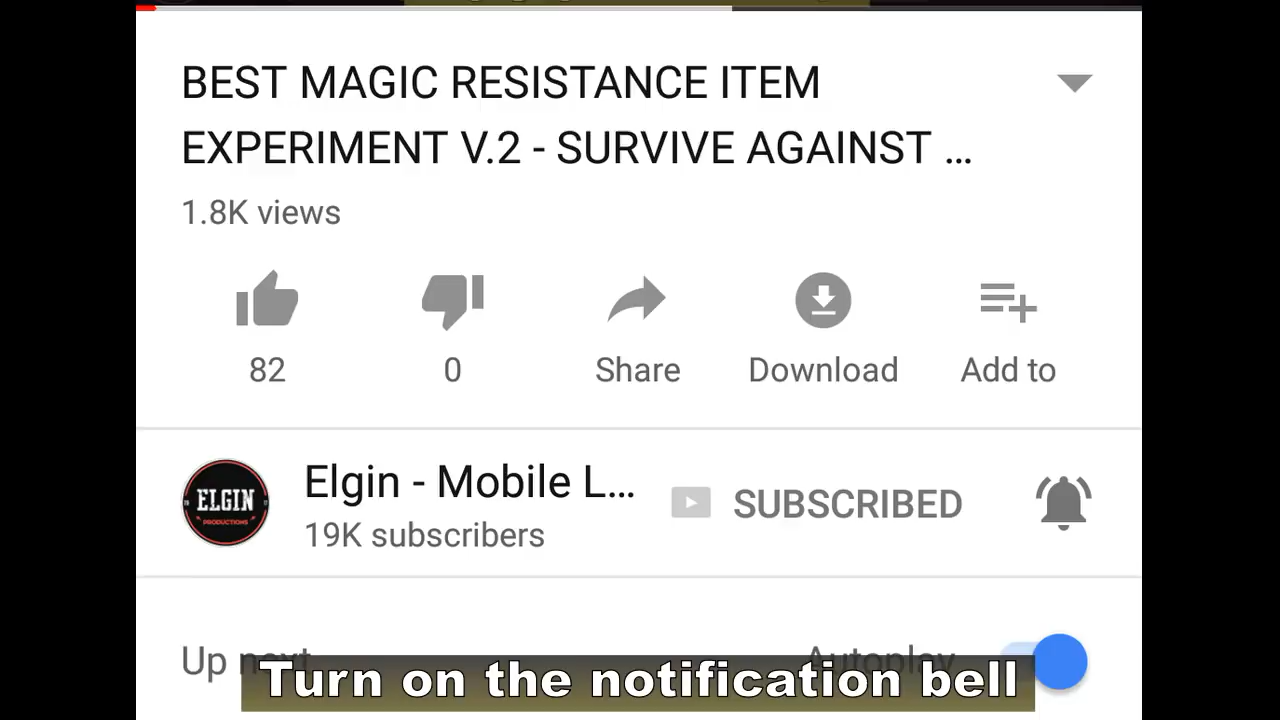 BEST MAGIC RESISTANCE ITEM
EXPERIMENT V.2 - SURVIVE AGAINST ...
1.8K views
82
0
Share
Download
Add to
ELGIN
PRODUCTIONS
Elgin - Mobile L...
19K subscribers
SUBSCRIBED
Up next
Autoplay
Turn on the notification bell